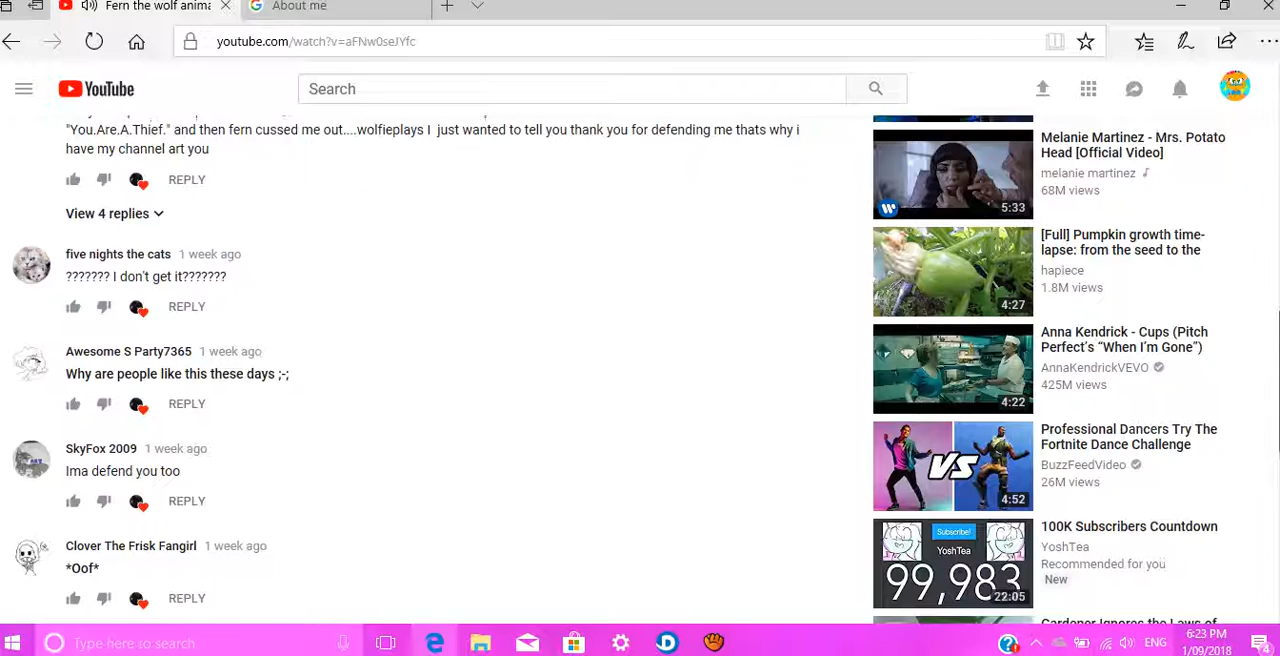 Fern the wolf anima
About me
youtube.com/watch?v=aFNw0seJYfc
YouTube
Search
"You.Are.A.Thief." and then fern cussed me out....wolfieplays I just wanted to tell you thank you for defending me thats why i
have my channel art you
REPLY
View 4 replies
five nights the cats 1 week ago
??????? I don't get it???????
REPLY
Awesome S Party7365 1 week ago
Why are people like this these days ;-;
REPLY
SkyFox 2009 1 week ago
Ima defend you too
REPLY
Clover The Frisk Fangirl 1 week ago
*Oof*
REPLY
5:33
Melanie Martinez - Mrs. Potato
Head [Official Video]
melanie martinez
68M views
4:27
[Full] Pumpkin growth time-
lapse: from the seed to the
hapiece
1.8M views
4:22
Anna Kendrick - Cups (Pitch
Perfect's “When I'm Gone”)
AnnaKendrickVEVO
425M views
VS
4:52
Professional Dancers Try The
Fortnite Dance Challenge
BuzzFeedVideo
26M views
Subscribe!
YoshTea
99,983
22:05
100K Subscribers Countdown
YoshTea
Recommended for you
New
Gardener Ignores the Laws of
Type here to search
ENG
6:23 PM
1/09/2018
4